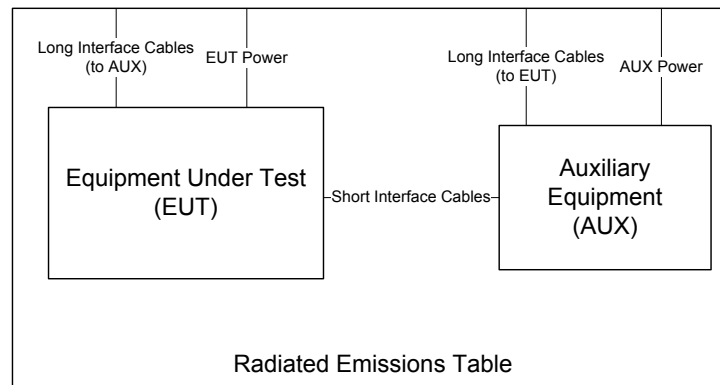 Long Interface Cables
(to AUX)
EUT Power
Long Interface Cables
(to EUT)
AUX Power
Equipment Under Test
(EUT)
Short Interface Cables
Auxiliary
Equipment
(AUX)
Radiated Emissions Table